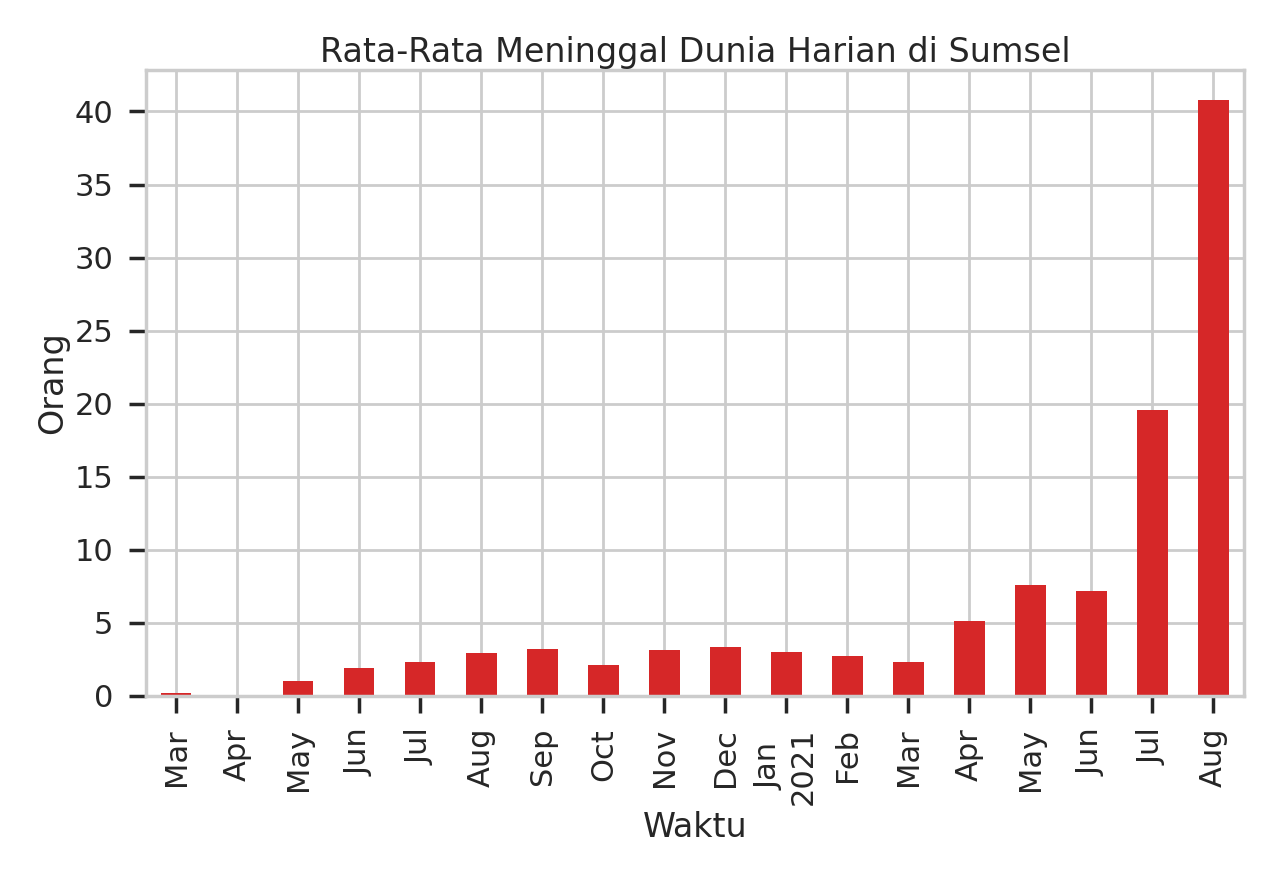 Rata-Rata Meninggal Dunia Harian di Sumsel
Orang
40
35
30
25
20
15
10
5
0
Mar
Apr
May
Jun
Jul
Aug
Sep
Oct
Nov
Dec
Jan
2021
Feb
Mar
Apr
May
Jun
Jul
Aug
Waktu